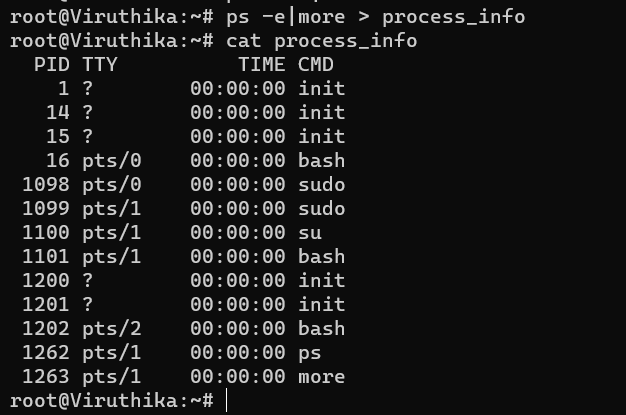 root@Viruthika:~# ps -e|more > process_info
root@Viruthika:~# cat process_info
  PID TTY          TIME CMD
    1 ?        00:00:00 init
   14 ?        00:00:00 init
   15 ?        00:00:00 init
   16 pts/0    00:00:00 bash
 1098 pts/0    00:00:00 sudo
 1099 pts/1    00:00:00 sudo
 1100 pts/1    00:00:00 su
 1101 pts/1    00:00:00 bash
 1200 ?        00:00:00 init
 1201 ?        00:00:00 init
 1202 pts/2    00:00:00 bash
 1262 pts/1    00:00:00 ps
 1263 pts/1    00:00:00 more
root@Viruthika:~#